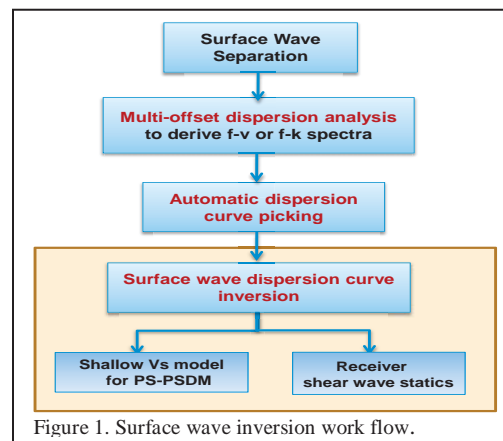 Surface Wave
Separation
Multi-offset dispersion analysis
to derive f-v or f-k spectra
Automatic dispersion
curve picking
Surface wave dispersion curve
inversion
Shallow Vs model
for PS-PSDM
Receiver
shear wave statics
Figure 1. Surface wave inversion work flow.